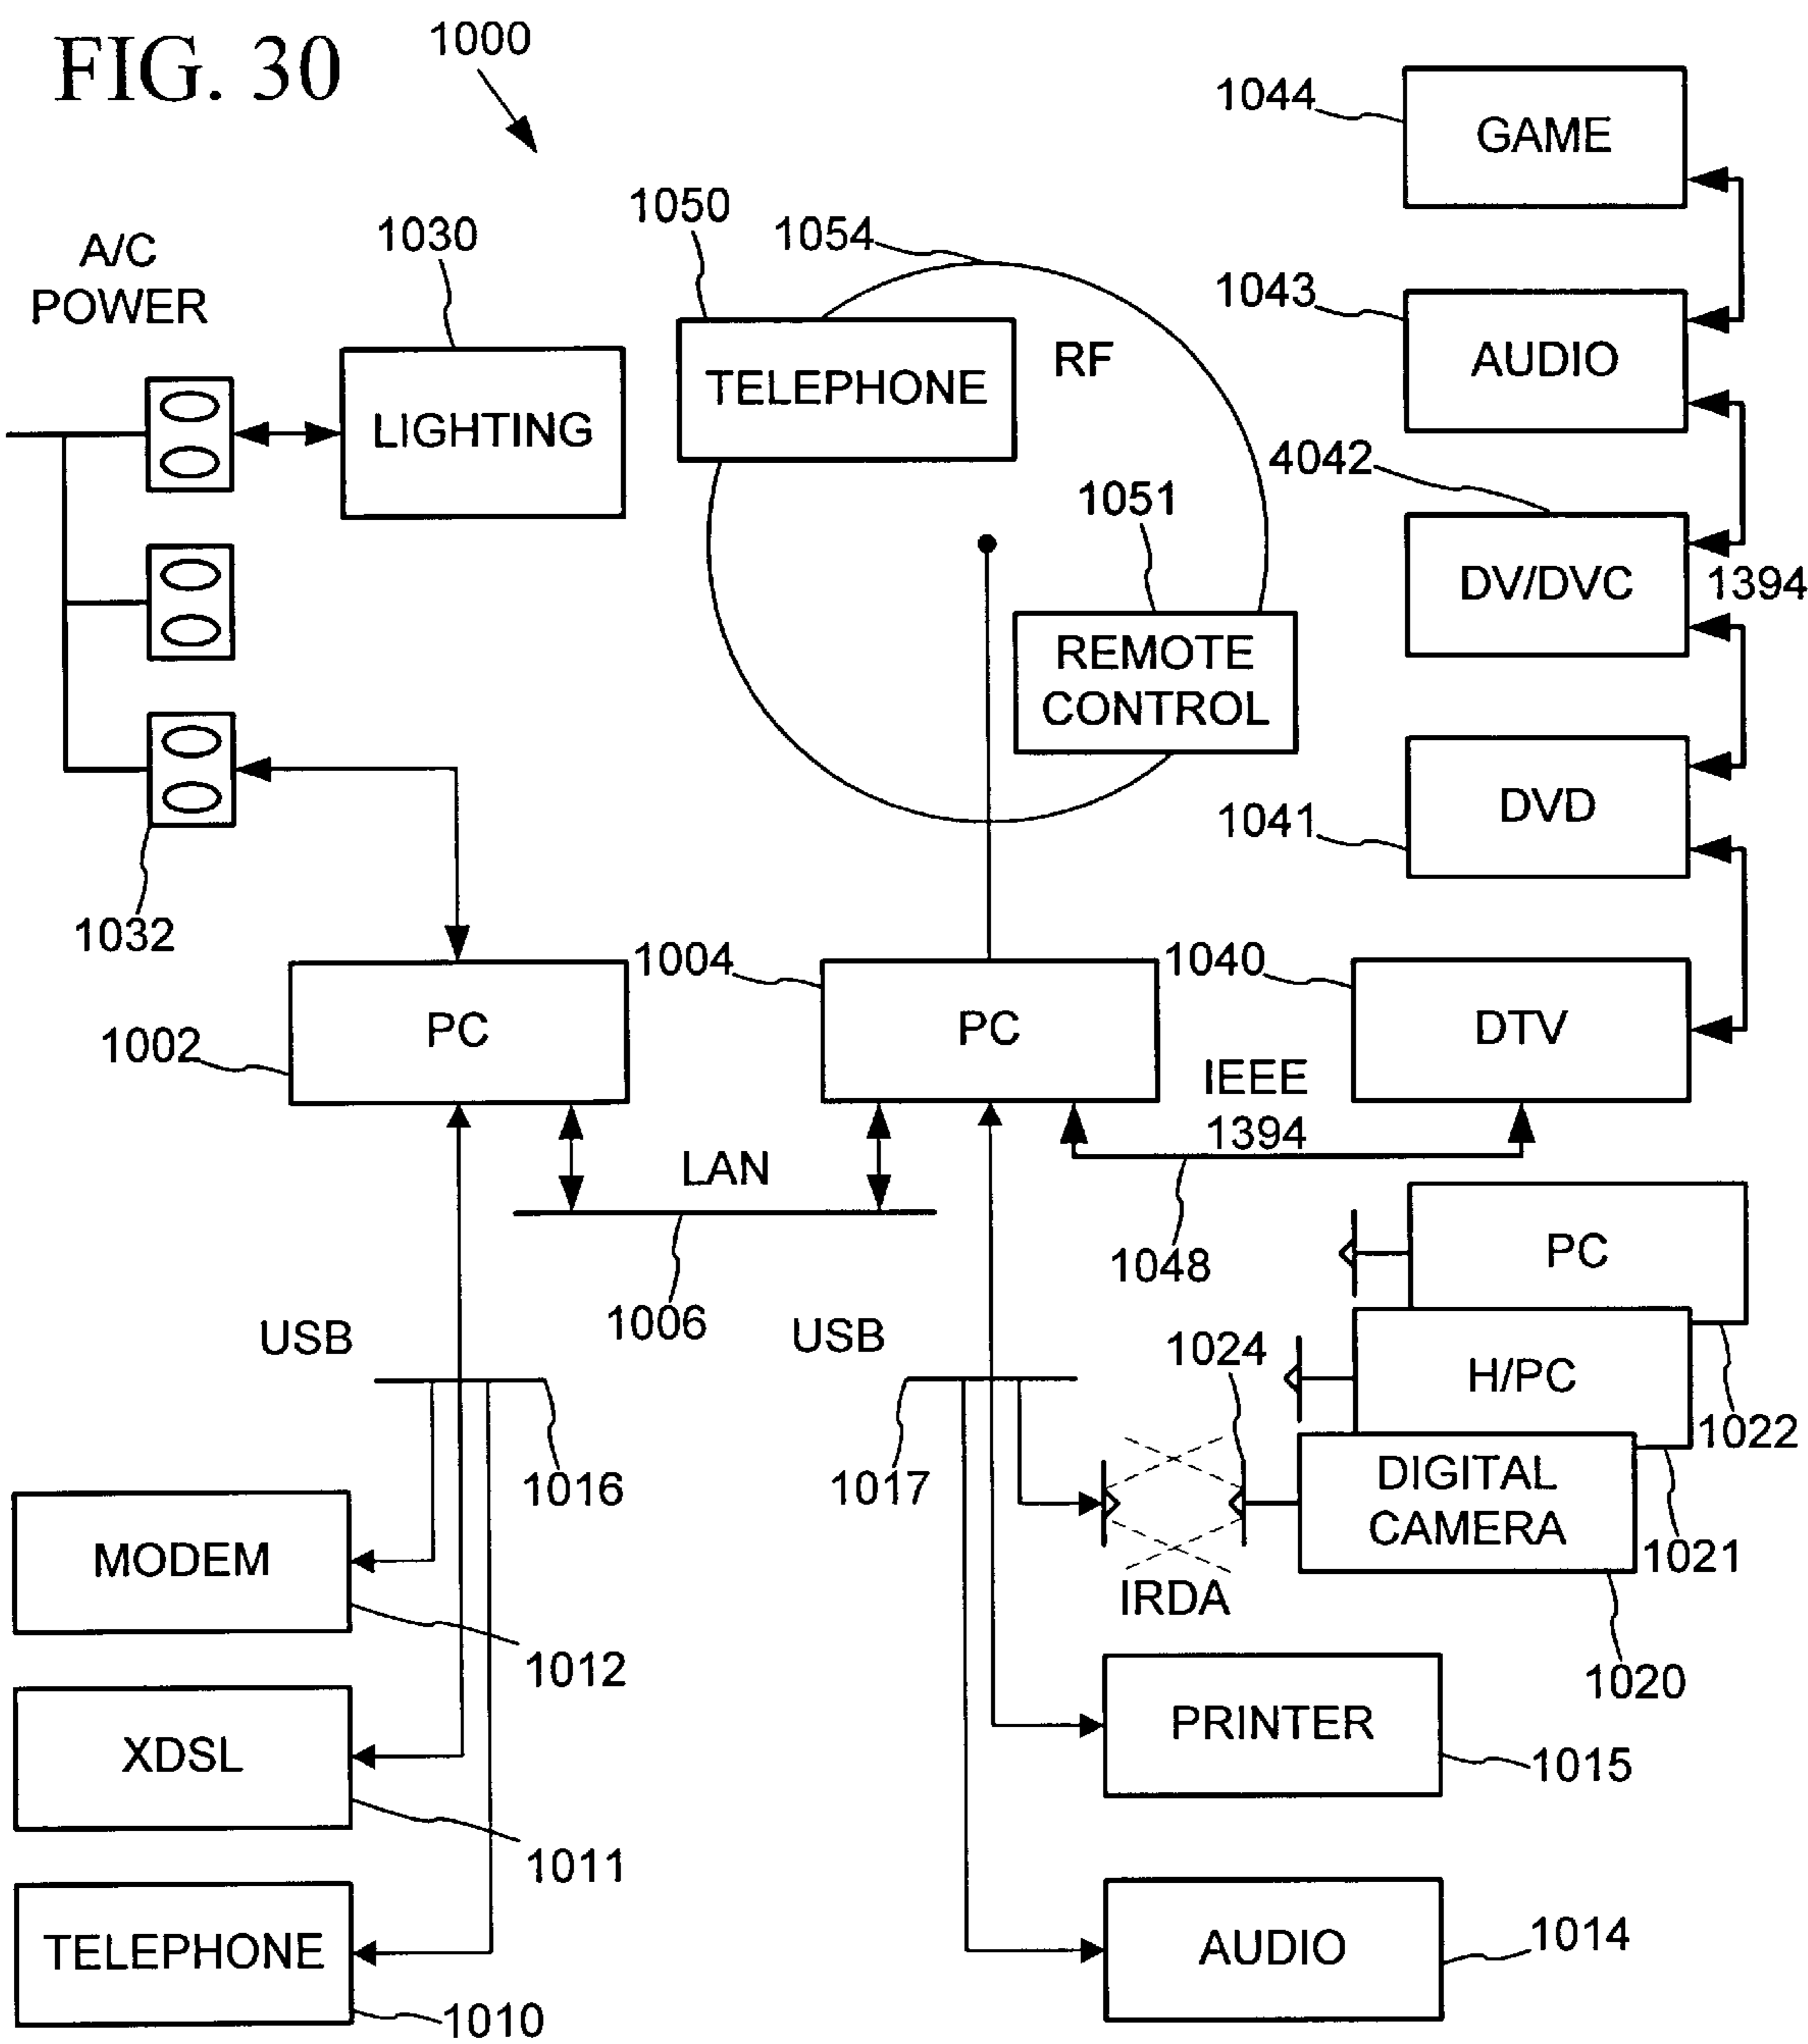 FIG. 30
1000
1044
GAME
A/C
POWER
1030
LIGHTING
1050
1054
TELEPHONE
RF
1043
AUDIO
4042
DV/DVC
1394
1051
REMOTE
CONTROL
1041
DVD
1032
1002
PC
1004
PC
1040
DTV
IEEE
1394
LAN
1006
1048
PC
1022
H/PC
1021
DIGITAL
CAMERA
1020
1024
IRDA
USB
1016
USB
1017
MODEM
1012
XDSL
1011
TELEPHONE
1010
PRINTER
1015
AUDIO
1014